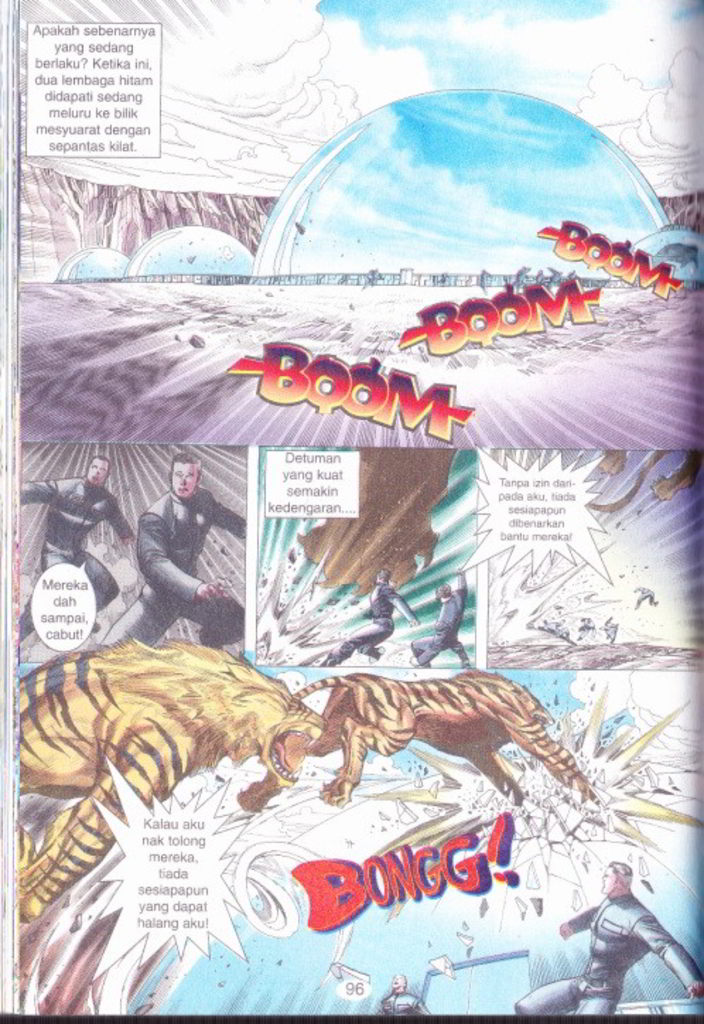 Apakah sebenarnya
yang sedang
berlaku? Ketika ini,
dua lembaga hitam
didapati sedang
meluru ke bilik
mesyuarat dengan
sepantas kilat.
BOOM
BOOM
BOOM
Mereka
dah
sampai,
cabut!
Detuman
yang kuat
semakin
kedengaran....
Tanpa izin dari-
pada aku, tiada
sesiapapun
dibenarkan
bantu mereka!
Kalau aku
nak tolong
mereka,
tiada
sesiapapun
yang dapat
halang aku!
BONGG!!
96